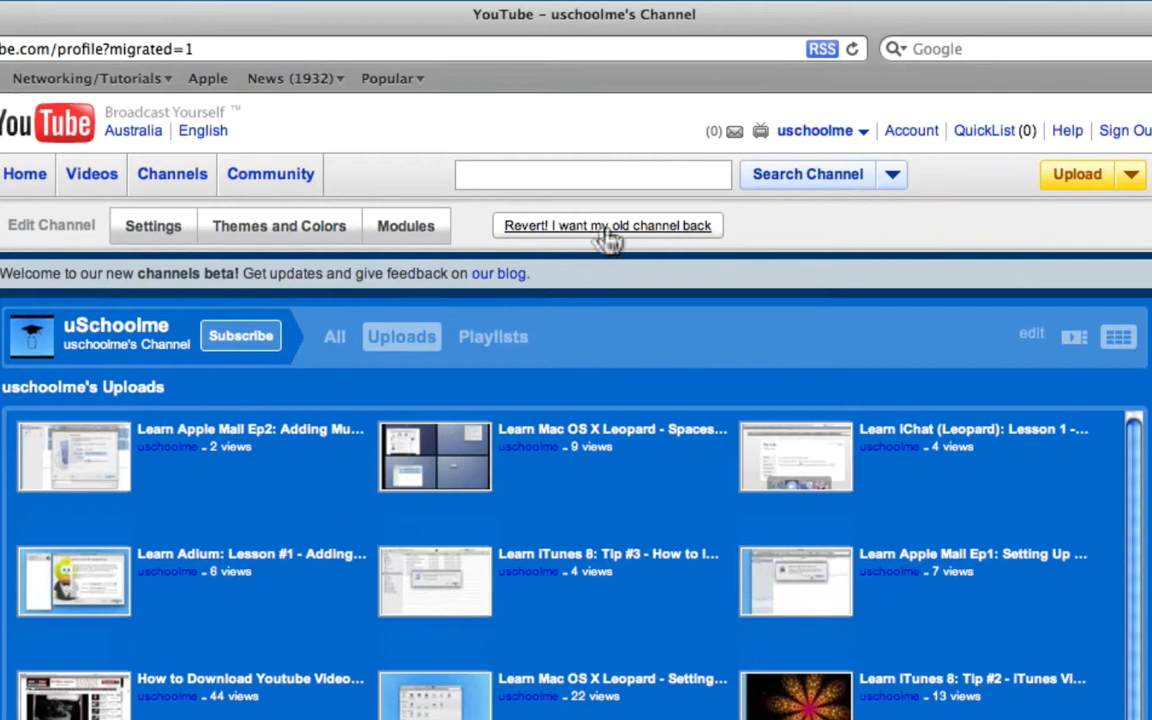 YouTube – uschoolme's Channel
be.com/profile?migrated=1 RSS Google
Networking/Tutorials Apple News (1932) Popular
YouTube Broadcast Yourself ™
Australia English (0) uschoolme Account QuickList (0) Help Sign Ou
Home Videos Channels Community Search Channel Upload
Edit Channel Settings Themes and Colors Modules Revert! I want my old channel back
Welcome to our new channels beta! Get updates and give feedback on our blog.
uSchoolme
uschoolme's Channel Subscribe All Uploads Playlists edit
uschoolme's Uploads
Learn Apple Mail Ep2: Adding Mu...
uschoolme - 2 views
Learn Mac OS X Leopard - Spaces...
uschoolme - 9 views
Learn iChat (Leopard): Lesson 1 -...
uschoolme - 4 views
Learn Adium: Lesson #1 - Adding...
uschoolme - 6 views
Learn iTunes 8: Tip #3 - How to I...
uschoolme - 4 views
Learn Apple Mail Ep1: Setting Up ...
uschoolme - 7 views
How to Download Youtube Video...
uschoolme - 44 views
Learn Mac OS X Leopard - Setting...
uschoolme - 22 views
Learn iTunes 8: Tip #2 - iTunes Vi...
uschoolme - 13 views